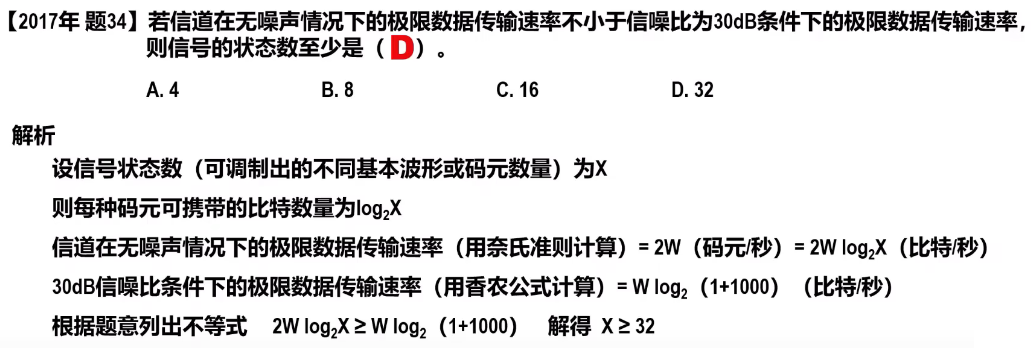 【2017年 题34】若信道在无噪声情况下的极限数据传输速率不小于信噪比为30dB条件下的极限数据传输速率，
则信号的状态数至少是（D）。
A. 4 B. 8 C. 16 D. 32
解析
设信号状态数（可调制出的不同基本波形或码元数量）为X
则每种码元可携带的比特数量为log₂X
信道在无噪声情况下的极限数据传输速率（用奈氏准则计算）= 2W（码元/秒）= 2W log₂X（比特/秒）
30dB信噪比条件下的极限数据传输速率（用香农公式计算）= W log₂（1+1000）（比特/秒）
根据题意列出不等式 2W log₂X ≥ W log₂（1+1000） 解得 X ≥ 32